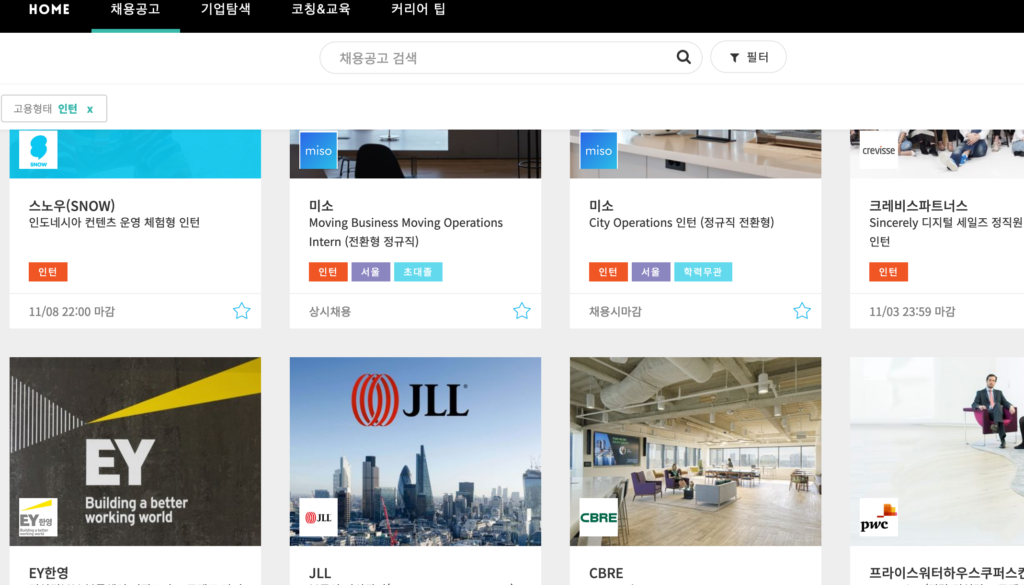 HOME 채용공고 기업탐색 코칭&교육 커리어 팁
채용공고 검색 필터
고용형태 인턴 x
SNOW
miso
miso
crevisse
스노우(SNOW)
인도네시아 컨텐츠 운영 체험형 인턴
인턴
11/08 22:00 마감
미소
Moving Business Moving Operations
Intern (전환형 정규직)
인턴 서울 초대졸
상시채용
미소
City Operations 인턴 (정규직 전환형)
인턴 서울 학력무관
채용시마감
크레비스파트너스
Sincerely 디지털 세일즈 정직원
인턴
인턴
11/03 23:59 마감
EY
Building a better
working world
EY한영
Building a better
working world
EY한영
JLL
JLL
JLL
CBRE
CBRE
pwc
프라이스워터하우스쿠퍼스